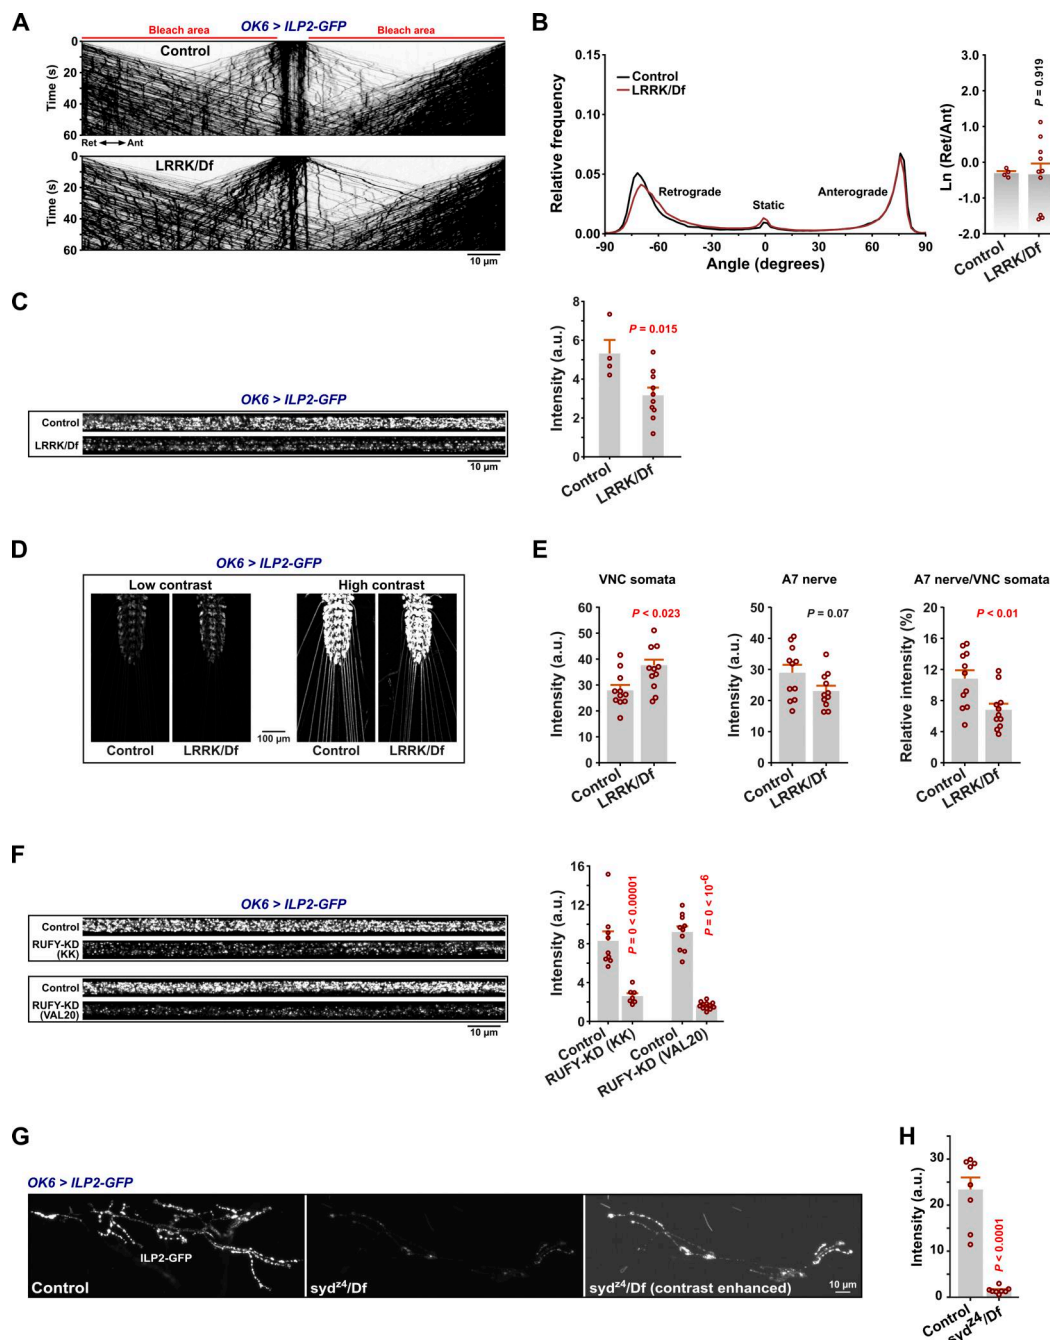 A
OK6 > ILP2-GFP
Bleach area
Bleach area
Control
Time (s)
0
20
40
60
Ret Ant
LRRK/Df
Time (s)
0
20
40
60
10 µm
B
Relative frequency
0.15
0.10
0.05
0.00
Control
LRRK/Df
Retrograde
Static
Anterograde
-90
-60
-30
0
30
60
90
Angle (degrees)
Ln (Ret/Ant)
3.0
2.0
1.0
0.0
-1.0
-2.0
P = 0.919
Control
LRRK/Df
C
OK6 > ILP2-GFP
Control
LRRK/Df
10 µm
Intensity (a.u.)
8
6
4
2
0
P = 0.015
Control
LRRK/Df
D
OK6 > ILP2-GFP
Low contrast
High contrast
Control
LRRK/Df
100 µm
Control
LRRK/Df
E
VNC somata
Intensity (a.u.)
60
50
40
30
20
10
0
P < 0.023
Control
LRRK/Df
A7 nerve
Intensity (a.u.)
50
40
30
20
10
0
P = 0.07
Control
LRRK/Df
A7 nerve/VNC somata
Relative intensity (%)
20
16
12
8
4
0
P < 0.01
Control
LRRK/Df
F
OK6 > ILP2-GFP
Control
RUFY-KD
(KK)
Control
RUFY-KD
(VAL20)
10 µm
Intensity (a.u.)
16
12
8
4
0
P = 0 < 0.00001
P = 0 < 10⁻⁶
Control
RUFY-KD (KK)
Control
RUFY-KD (VAL20)
G
OK6 > ILP2-GFP
ILP2-GFP
Control
sydᶻ⁴/Df
sydᶻ⁴/Df (contrast enhanced)
10 µm
H
Intensity (a.u.)
30
20
10
0
P < 0.0001
Control
sydᶻ⁴/Df